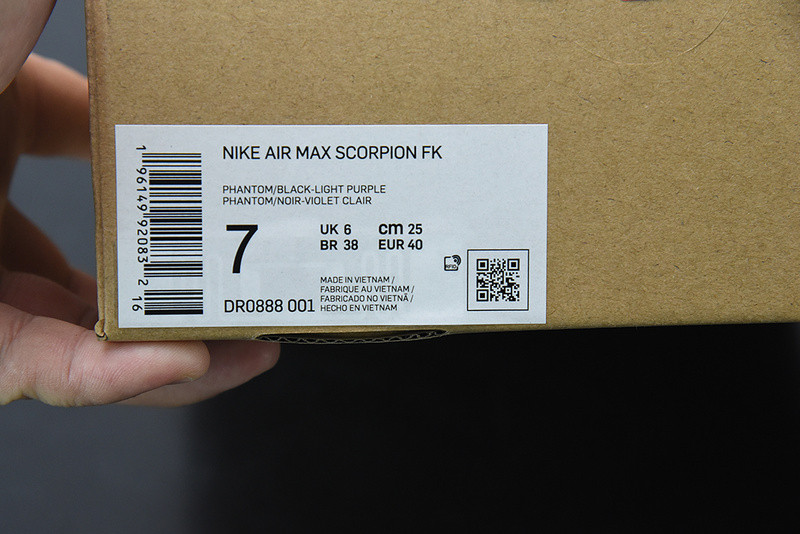 NIKE AIR MAX SCORPION FK
PHANTOM/BLACK-LIGHT PURPLE
PHANTOM/NOIR-VIOLET CLAIR
7
UK 6 cm 25
BR 38 EUR 40
MADE IN VIETNAM /
FABRIQUE AU VIETNAM /
FABRICADO NO VIETNÃ /
HECHO EN VIETNAM
DR0888 001
1 96149 92083 2 16
RFID